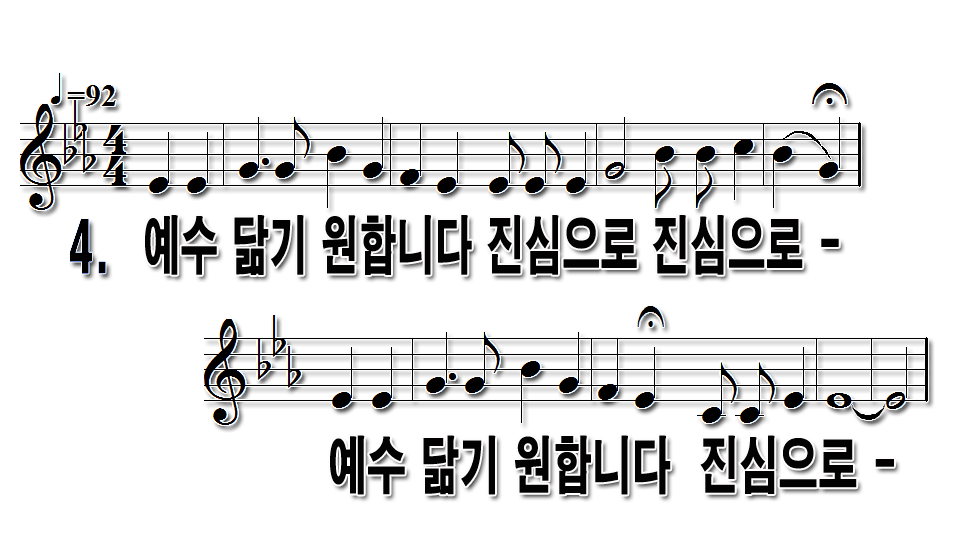 ♩=92
4. 예수 닮기 원합니다 진심으로 진심으로 -
예수 닮기 원합니다 진심으로 -